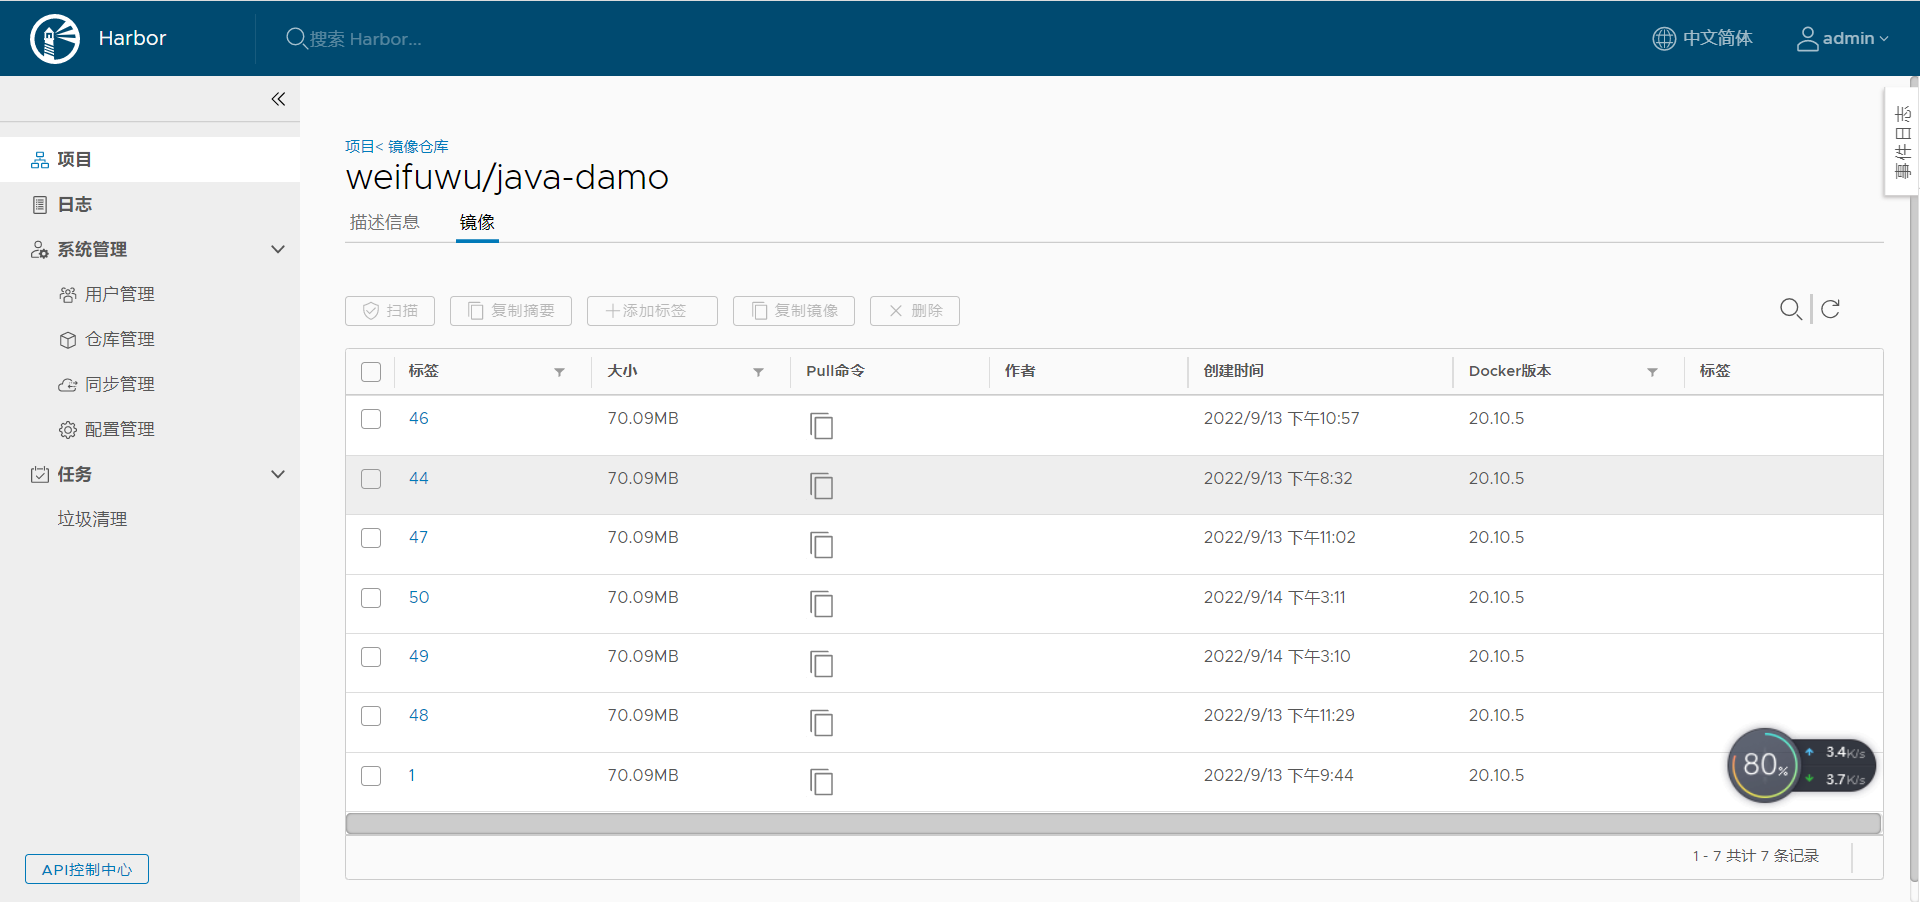 Harbor
搜索 Harbor...
中文简体
admin
事件日志
项目
日志
系统管理
用户管理
仓库管理
同步管理
配置管理
任务
垃圾清理
API控制中心
项目< 镜像仓库
weifuwu/java-damo
描述信息 镜像
扫描 复制摘要 +添加标签 复制镜像 × 删除
标签 大小 Pull命令 作者 创建时间 Docker版本 标签
46 70.09MB 2022/9/13 下午10:57 20.10.5
44 70.09MB 2022/9/13 下午8:32 20.10.5
47 70.09MB 2022/9/13 下午11:02 20.10.5
50 70.09MB 2022/9/14 下午3:11 20.10.5
49 70.09MB 2022/9/14 下午3:10 20.10.5
48 70.09MB 2022/9/13 下午11:29 20.10.5
1 70.09MB 2022/9/13 下午9:44 20.10.5
80%
3.4K/s
3.7K/s
1 - 7 共计 7 条记录